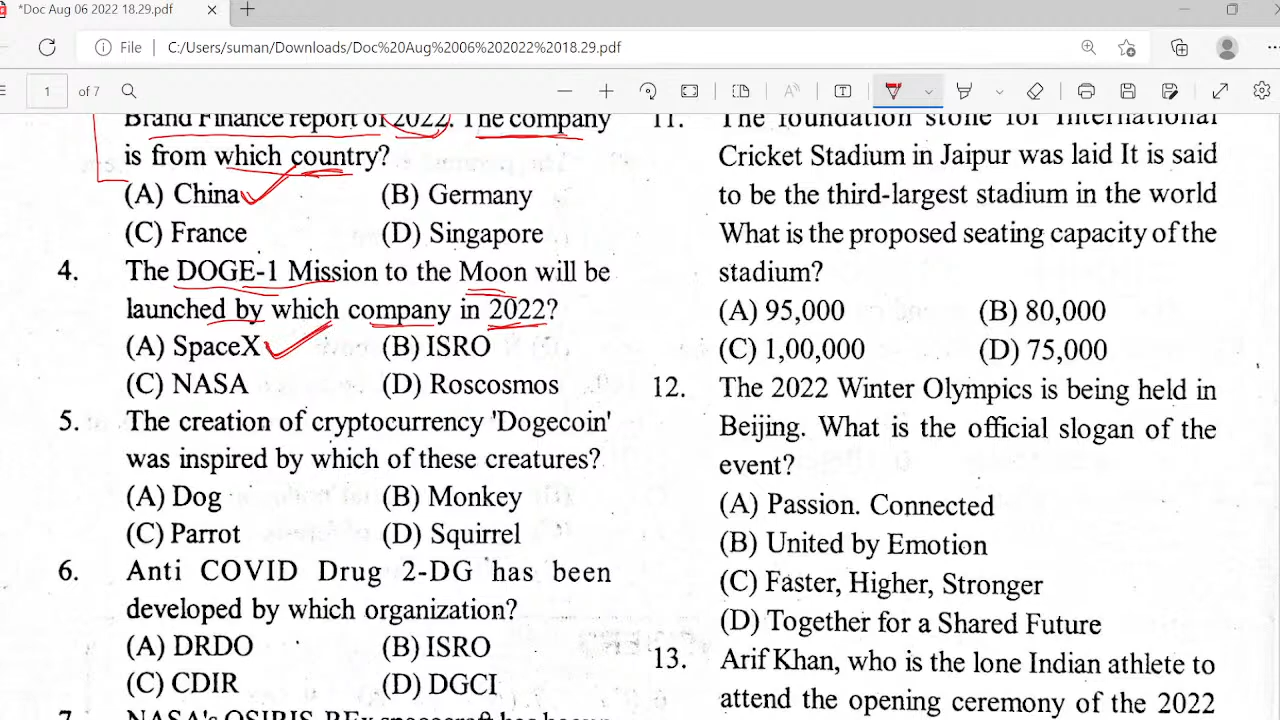 *Doc Aug 06 2022 18.29.pdf
File
C:/Users/suman/Downloads/Doc%20Aug%2006%202022%2018.29.pdf
1
of 7
Brand Finance report of 2022. The company
is from which country?
(A) China (B) Germany
(C) France (D) Singapore
4. The DOGE-1 Mission to the Moon will be
launched by which company in 2022?
(A) SpaceX (B) ISRO
(C) NASA (D) Roscosmos
5. The creation of cryptocurrency 'Dogecoin'
was inspired by which of these creatures?
(A) Dog (B) Monkey
(C) Parrot (D) Squirrel
6. Anti COVID Drug 2-DG has been
developed by which organization?
(A) DRDO (B) ISRO
(C) CDIR (D) DGCI
7. NASA's OSIRIS-REx spacecraft has begun
11. The foundation stone for International
Cricket Stadium in Jaipur was laid It is said
to be the third-largest stadium in the world
What is the proposed seating capacity of the
stadium?
(A) 95,000 (B) 80,000
(C) 1,00,000 (D) 75,000
12. The 2022 Winter Olympics is being held in
Beijing. What is the official slogan of the
event?
(A) Passion. Connected
(B) United by Emotion
(C) Faster, Higher, Stronger
(D) Together for a Shared Future
13. Arif Khan, who is the lone Indian athlete to
attend the opening ceremony of the 2022